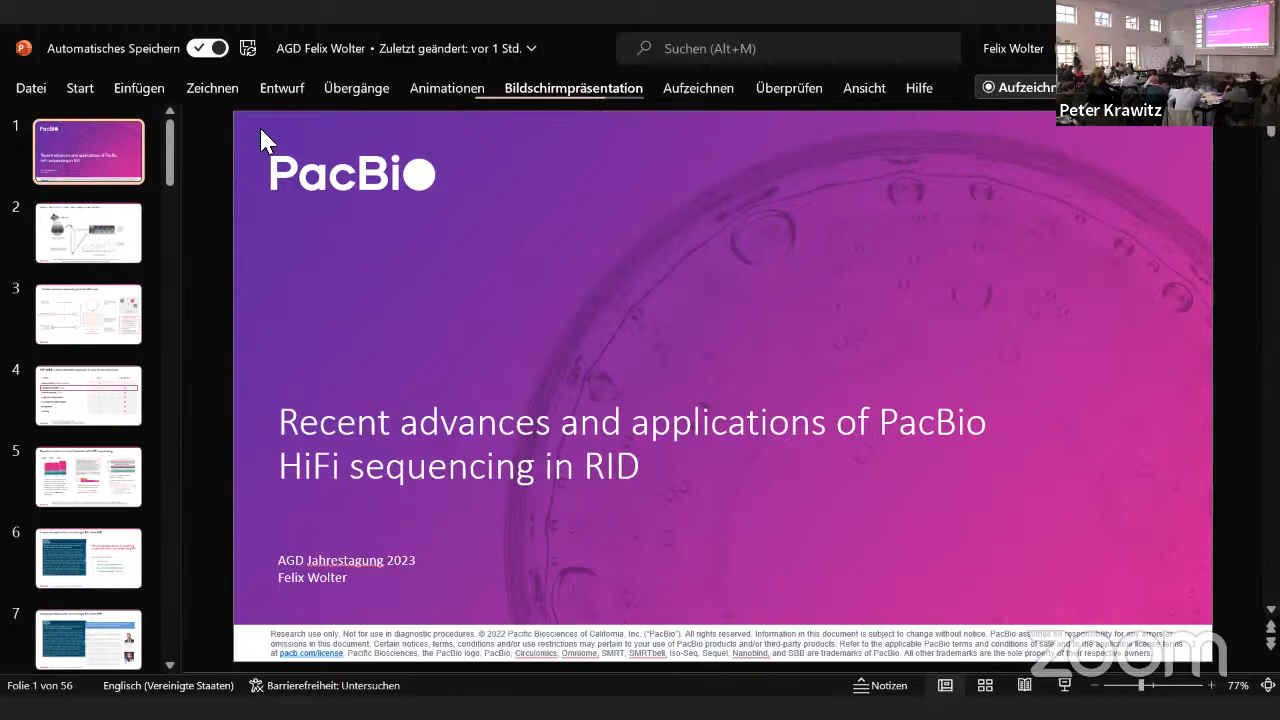 Automatisches Speichern
AGD Felix Wolter • Zuletzt geändert: vor 1 Std.
Suchen (Alt+M)
Felix Wolter
Datei Start Einfügen Zeichnen Entwurf Übergänge Animationen Bildschirmpräsentation Aufzeichnen Überprüfen Ansicht Hilfe
Aufzeichn
Peter Krawitz
1
2
3
4
5
6
7
PacBio
Recent advances and applications of PacBio
HiFi sequencing in RID
AGD Jahrestagung 2023
Felix Wolter
Research use only. Not for use in diagnostic procedures. © 2022 Pacific Biosciences of California, Inc. ("PacBio"). All rights reserved. Information in this document is subject to change without notice. PacBio assumes no responsibility for any errors or
omissions in this document. Certain notices, terms, conditions and/or use restrictions may pertain to your use of PacBio products and/or third-party products. Refer to the applicable PacBio terms and conditions of sale and to the applicable license terms
at pacb.com/license. Pacific Biosciences, the PacBio logo, PacBio, Circulomics, Omniome, SMRT, SMRTbell, Iso-Seq, Sequel, Nanobind, and SBB are trademarks of PacBio. All other trademarks are the sole property of their respective owners.
zoom
Folie 1 von 56
Englisch (Vereinigte Staaten)
Barrierefreiheit: Untersuchen
Notizen
77%